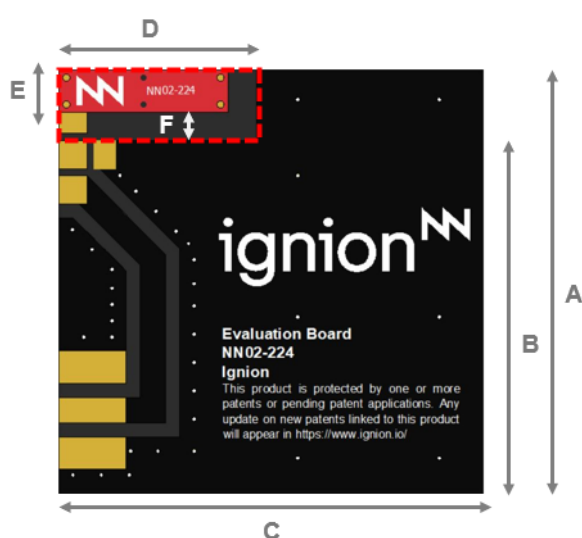 D
E
NN02-224
F
A
ignion
B
Evaluation Board
NN02-224
Ignion
This product is protected by one or more
patents or pending patent applications. Any
update on new patents linked to this product
will appear in https://www.ignion.io/
C